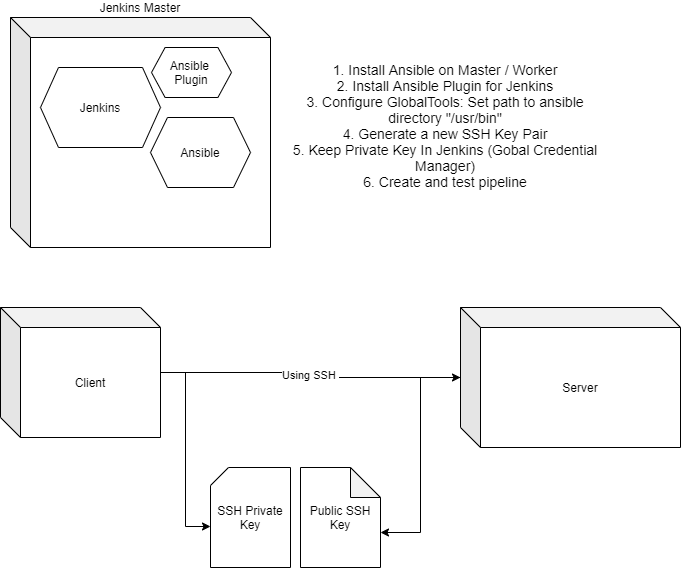 Jenkins Master
Ansible
Plugin
Jenkins
Ansible
1. Install Ansible on Master / Worker
2. Install Ansible Plugin for Jenkins
3. Configure GlobalTools: Set path to ansible
directory "/usr/bin"
4. Generate a new SSH Key Pair
5. Keep Private Key In Jenkins (Gobal Credential
Manager)
6. Create and test pipeline
Client
Using SSH
Server
SSH Private
Key
Public SSH
Key